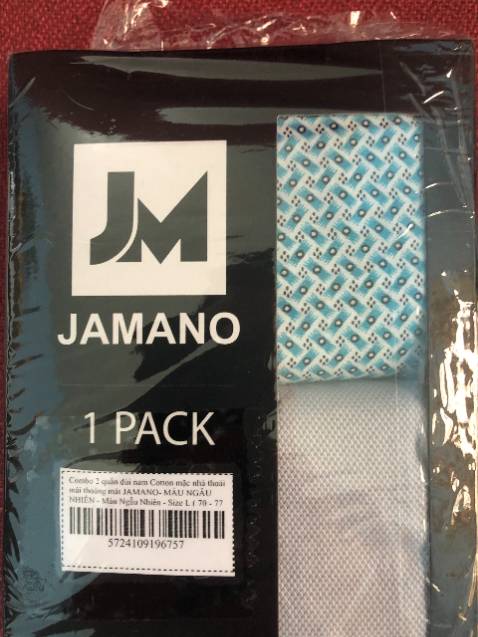 JM
JAMANO
1 PACK
Combo 2 quần đùi nam Cotton mặc nhà thoải
mái thoáng mát JAMANO- MÀU NGẪU
NHIÊN - Màu Ngẫu Nhiên - Size L ( 70 - 77
5724109196757